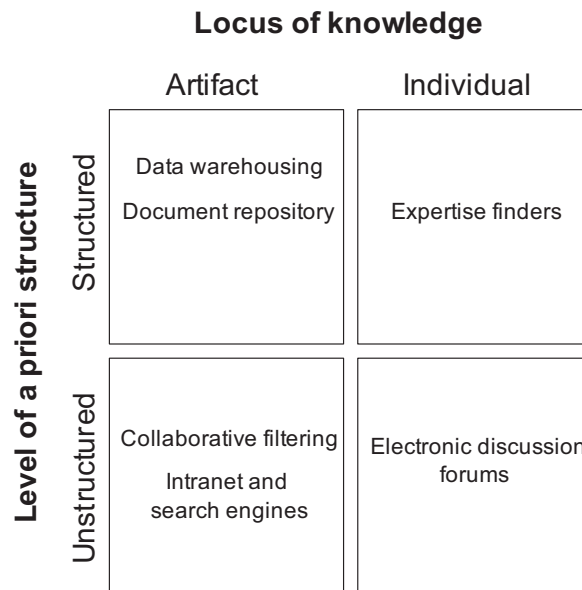 Locus of knowledge
Artifact
Individual
Level of a priori structure
Structured
Data warehousing
Document repository
Expertise finders
Unstructured
Collaborative filtering
Intranet and
search engines
Electronic discussion
forums